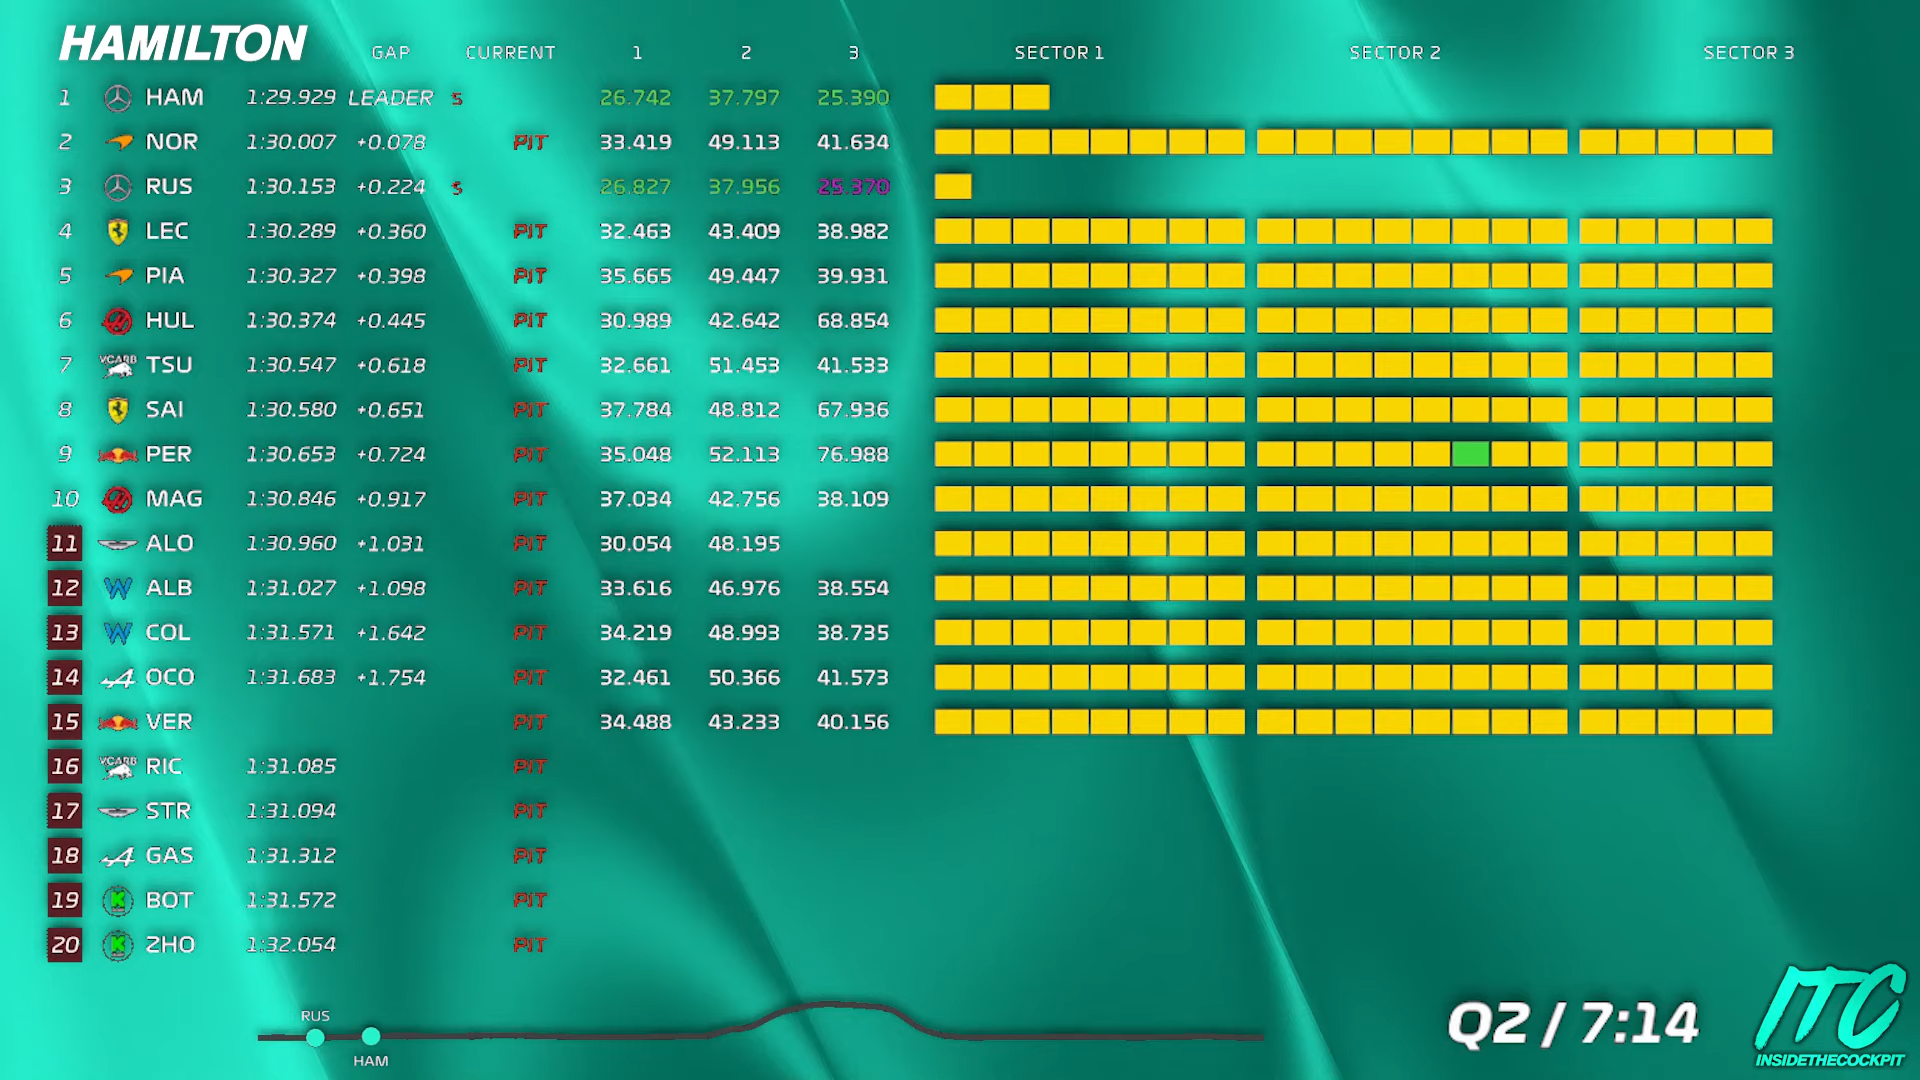 HAMILTON GAP CURRENT 1 2 3 SECTOR 1 SECTOR 2 SECTOR 3
1 HAM 1:29.929 LEADER S 26.742 37.797 25.390
2 NOR 1:30.007 +0.078 PIT 33.419 49.113 41.634
3 RUS 1:30.153 +0.224 S 26.827 37.956 25.370
4 LEC 1:30.289 +0.360 PIT 32.463 43.409 38.982
5 PIA 1:30.327 +0.398 PIT 35.665 49.447 39.931
6 HUL 1:30.374 +0.445 PIT 30.989 42.642 68.854
7 VCARB TSU 1:30.547 +0.618 PIT 32.661 51.453 41.533
8 SAI 1:30.580 +0.651 PIT 37.784 48.812 67.936
9 PER 1:30.653 +0.724 PIT 35.048 52.113 76.988
10 MAG 1:30.846 +0.917 PIT 37.034 42.756 38.109
11 ALO 1:30.960 +1.031 PIT 30.054 48.195
12 ALB 1:31.027 +1.098 PIT 33.616 46.976 38.554
13 COL 1:31.571 +1.642 PIT 34.219 48.993 38.735
14 OCO 1:31.683 +1.754 PIT 32.461 50.366 41.573
15 VER PIT 34.488 43.233 40.156
16 VCARB RIC 1:31.085 PIT
17 STR 1:31.094 PIT
18 GAS 1:31.312 PIT
19 BOT 1:31.572 PIT
20 ZHO 1:32.054 PIT
RUS
HAM
Q2 / 7:14
ITC
INSIDETHECOCKPIT